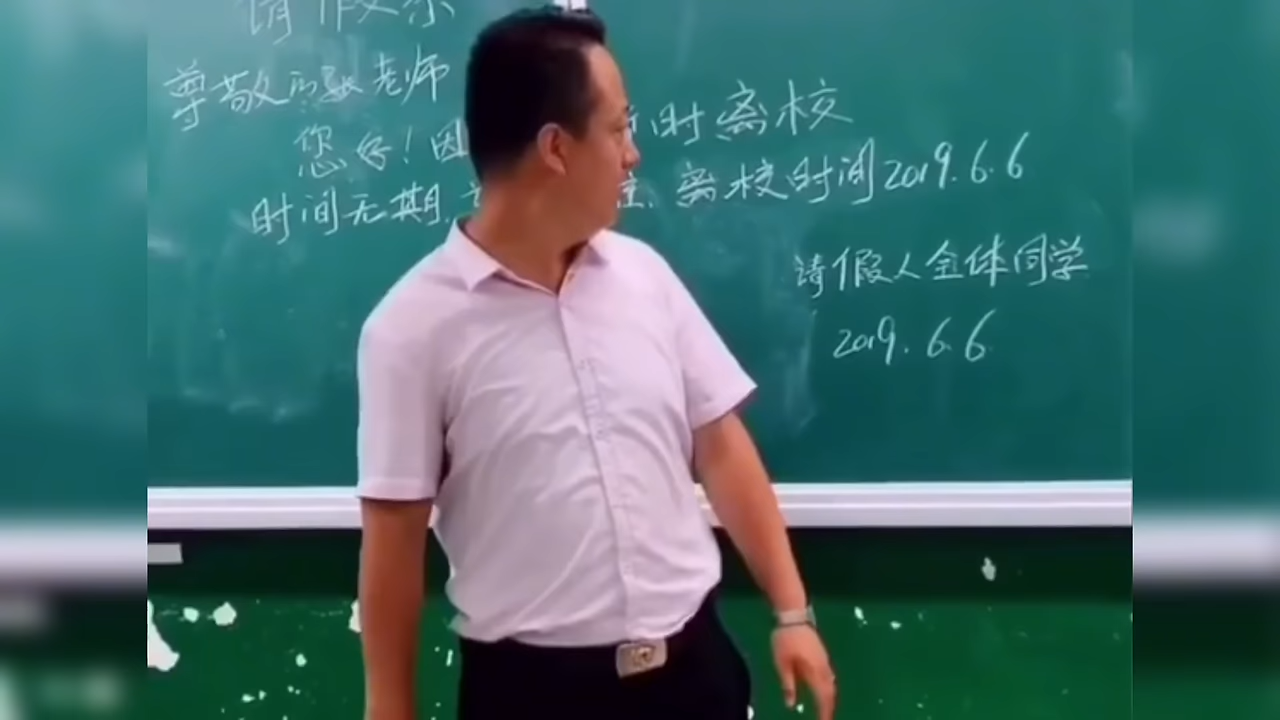 请假条
尊敬的张老师
您好！因 时离校
时间无期. 离校时间2019.6.6
请假人全体同学
2019.6.6